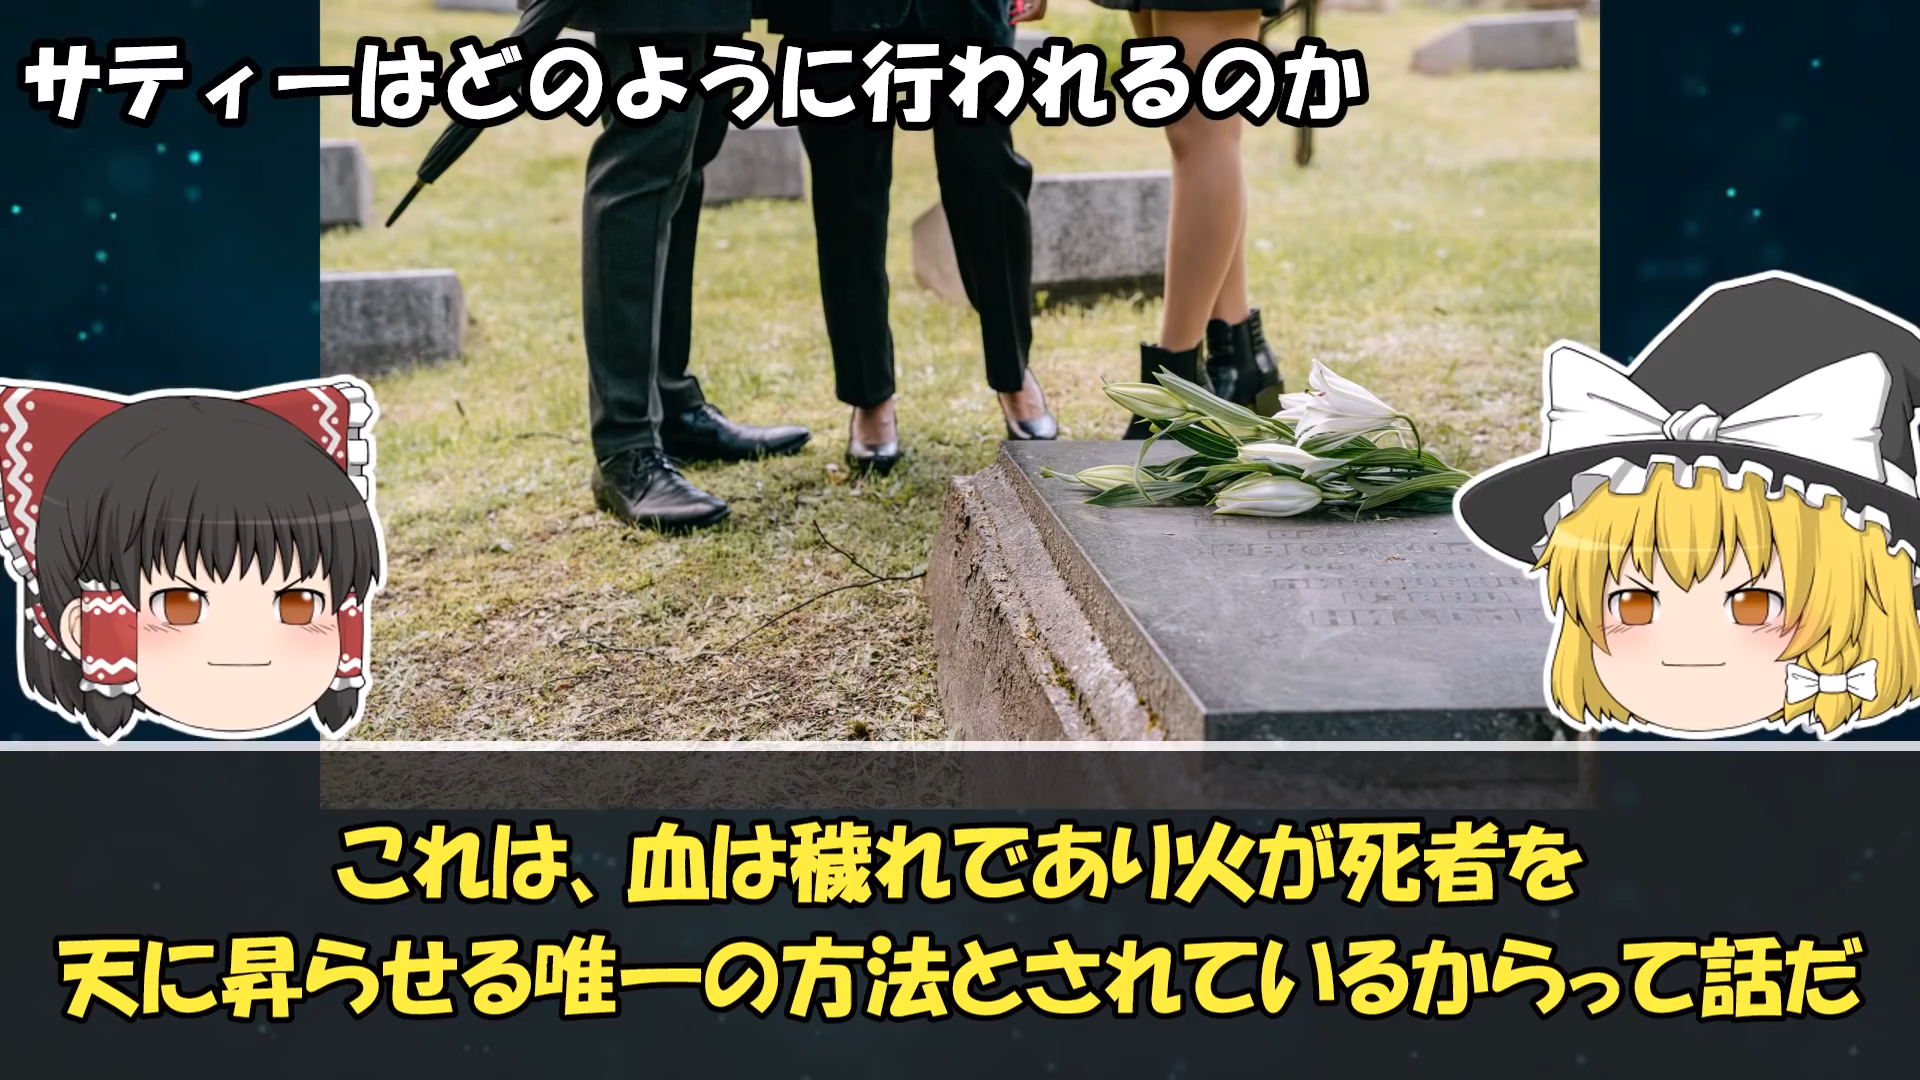 サティーはどのように行われるのか
これは、血は穢れであり火が死者を
天に昇らせる唯一の方法とされているからって話だ